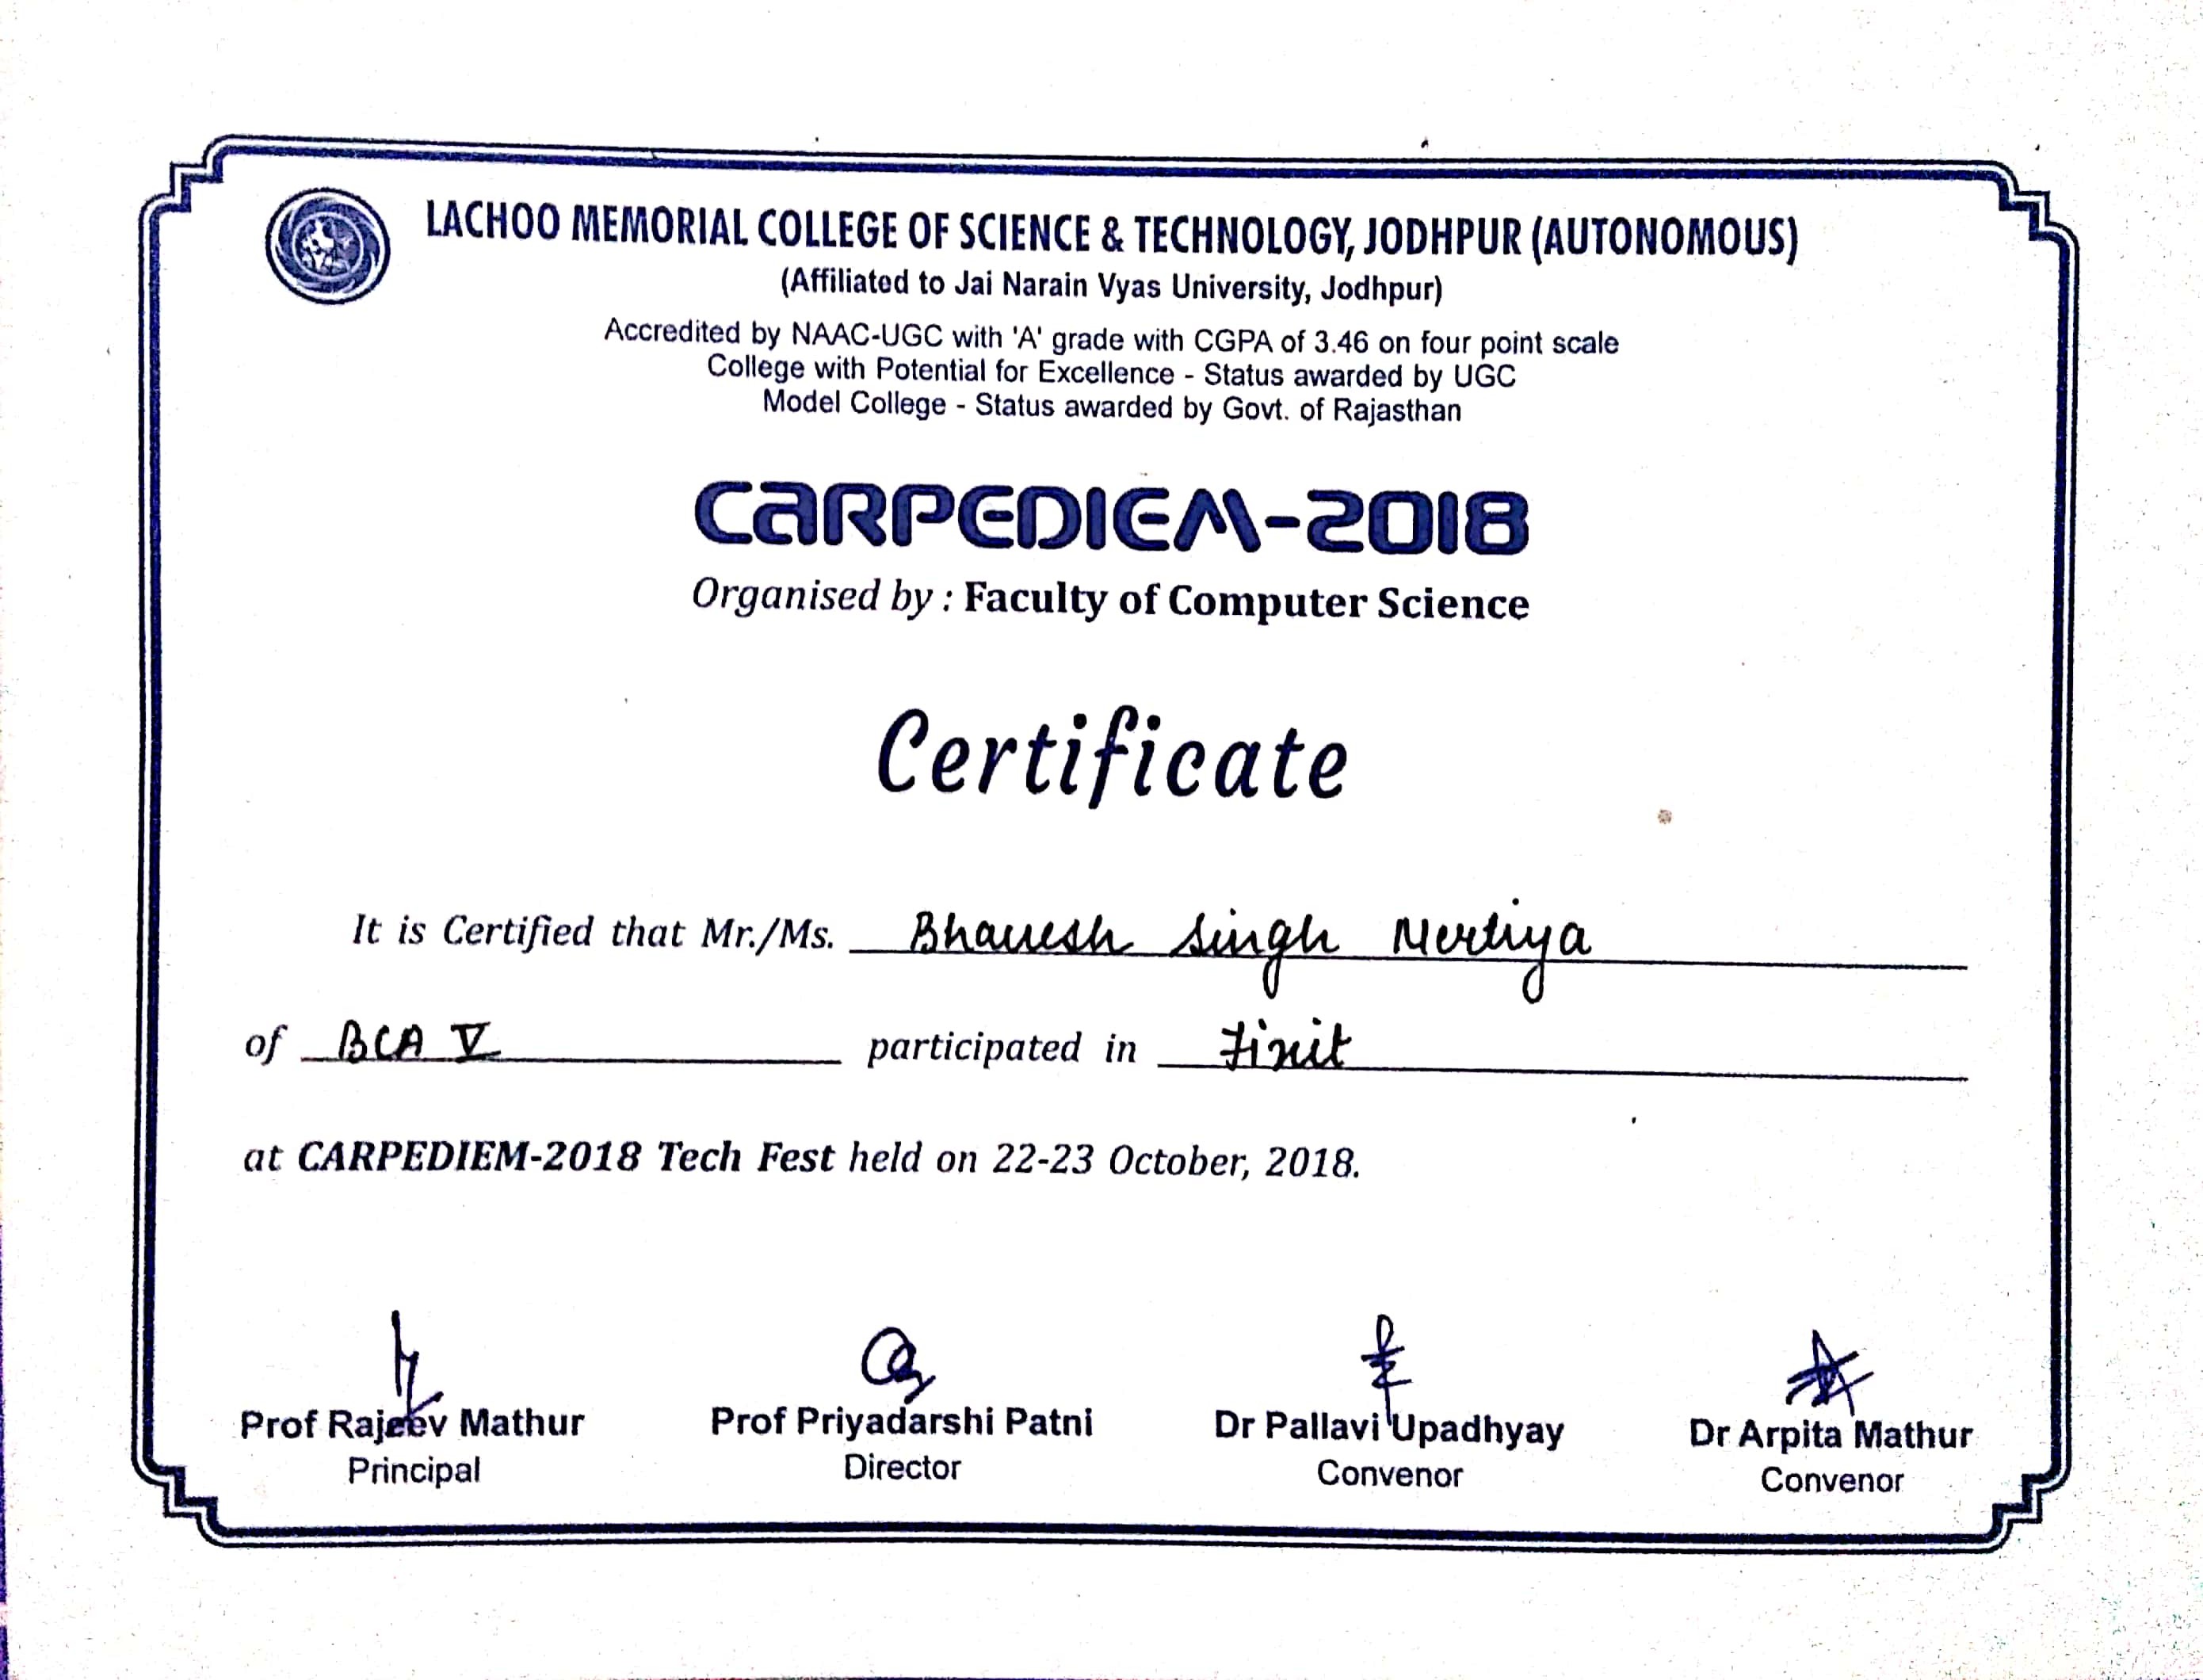 LACHOO MEMORIAL COLLEGE OF SCIENCE & TECHNOLOGY, JODHPUR (AUTONOMOUS)
(Affiliated to Jai Narain Vyas University, Jodhpur)
Accredited by NAAC-UGC with 'A' grade with CGPA of 3.46 on four point scale
College with Potential for Excellence - Status awarded by UGC
Model College - Status awarded by Govt. of Rajasthan
CARPEDIEM-2018
Organised by : Faculty of Computer Science
Certificate
It is Certified that Mr./Ms. Bhavesh Singh Mertiya
of BCA V participated in Fixit
at CARPEDIEM-2018 Tech Fest held on 22-23 October, 2018.
Prof Rajeev Mathur Prof Priyadarshi Patni Dr Pallavi Upadhyay Dr Arpita Mathur
Principal Director Convenor Convenor